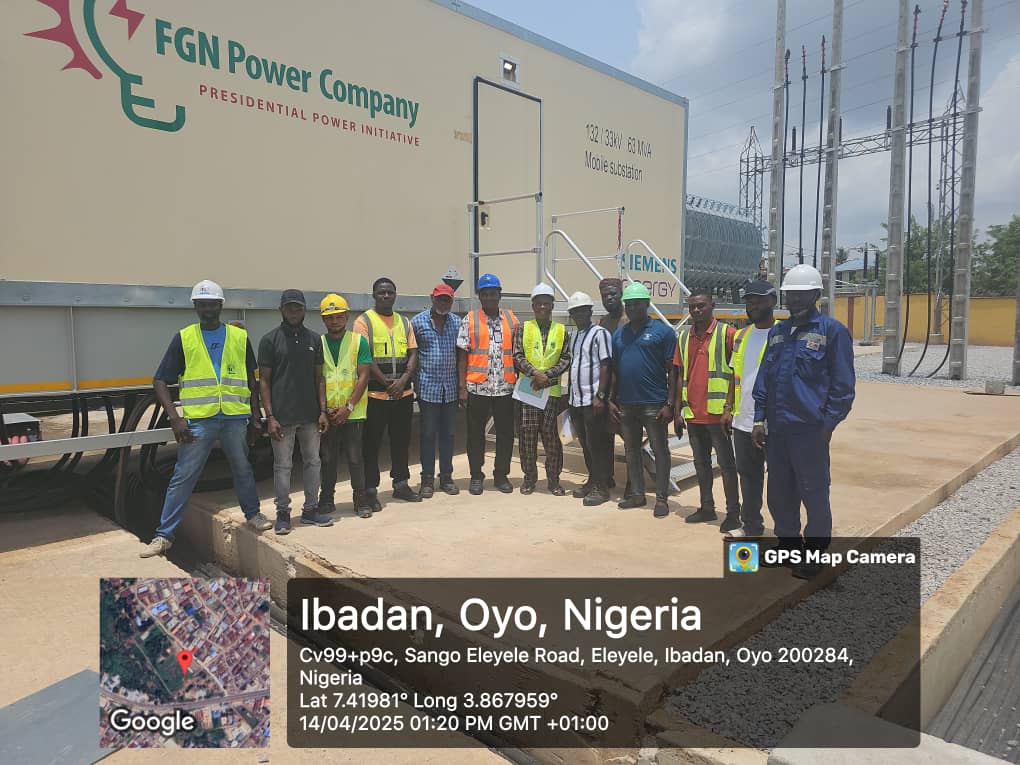 FGN Power Company
PRESIDENTIAL POWER INITIATIVE
132 / 33kV 63 MVA
Mobile substation
SIEMENS
energy
GPS Map Camera
Ibadan, Oyo, Nigeria
Cv99+p9c, Sango Eleyele Road, Eleyele, Ibadan, Oyo 200284,
Nigeria
Lat 7.41981° Long 3.867959°
14/04/2025 01:20 PM GMT +01:00
Google